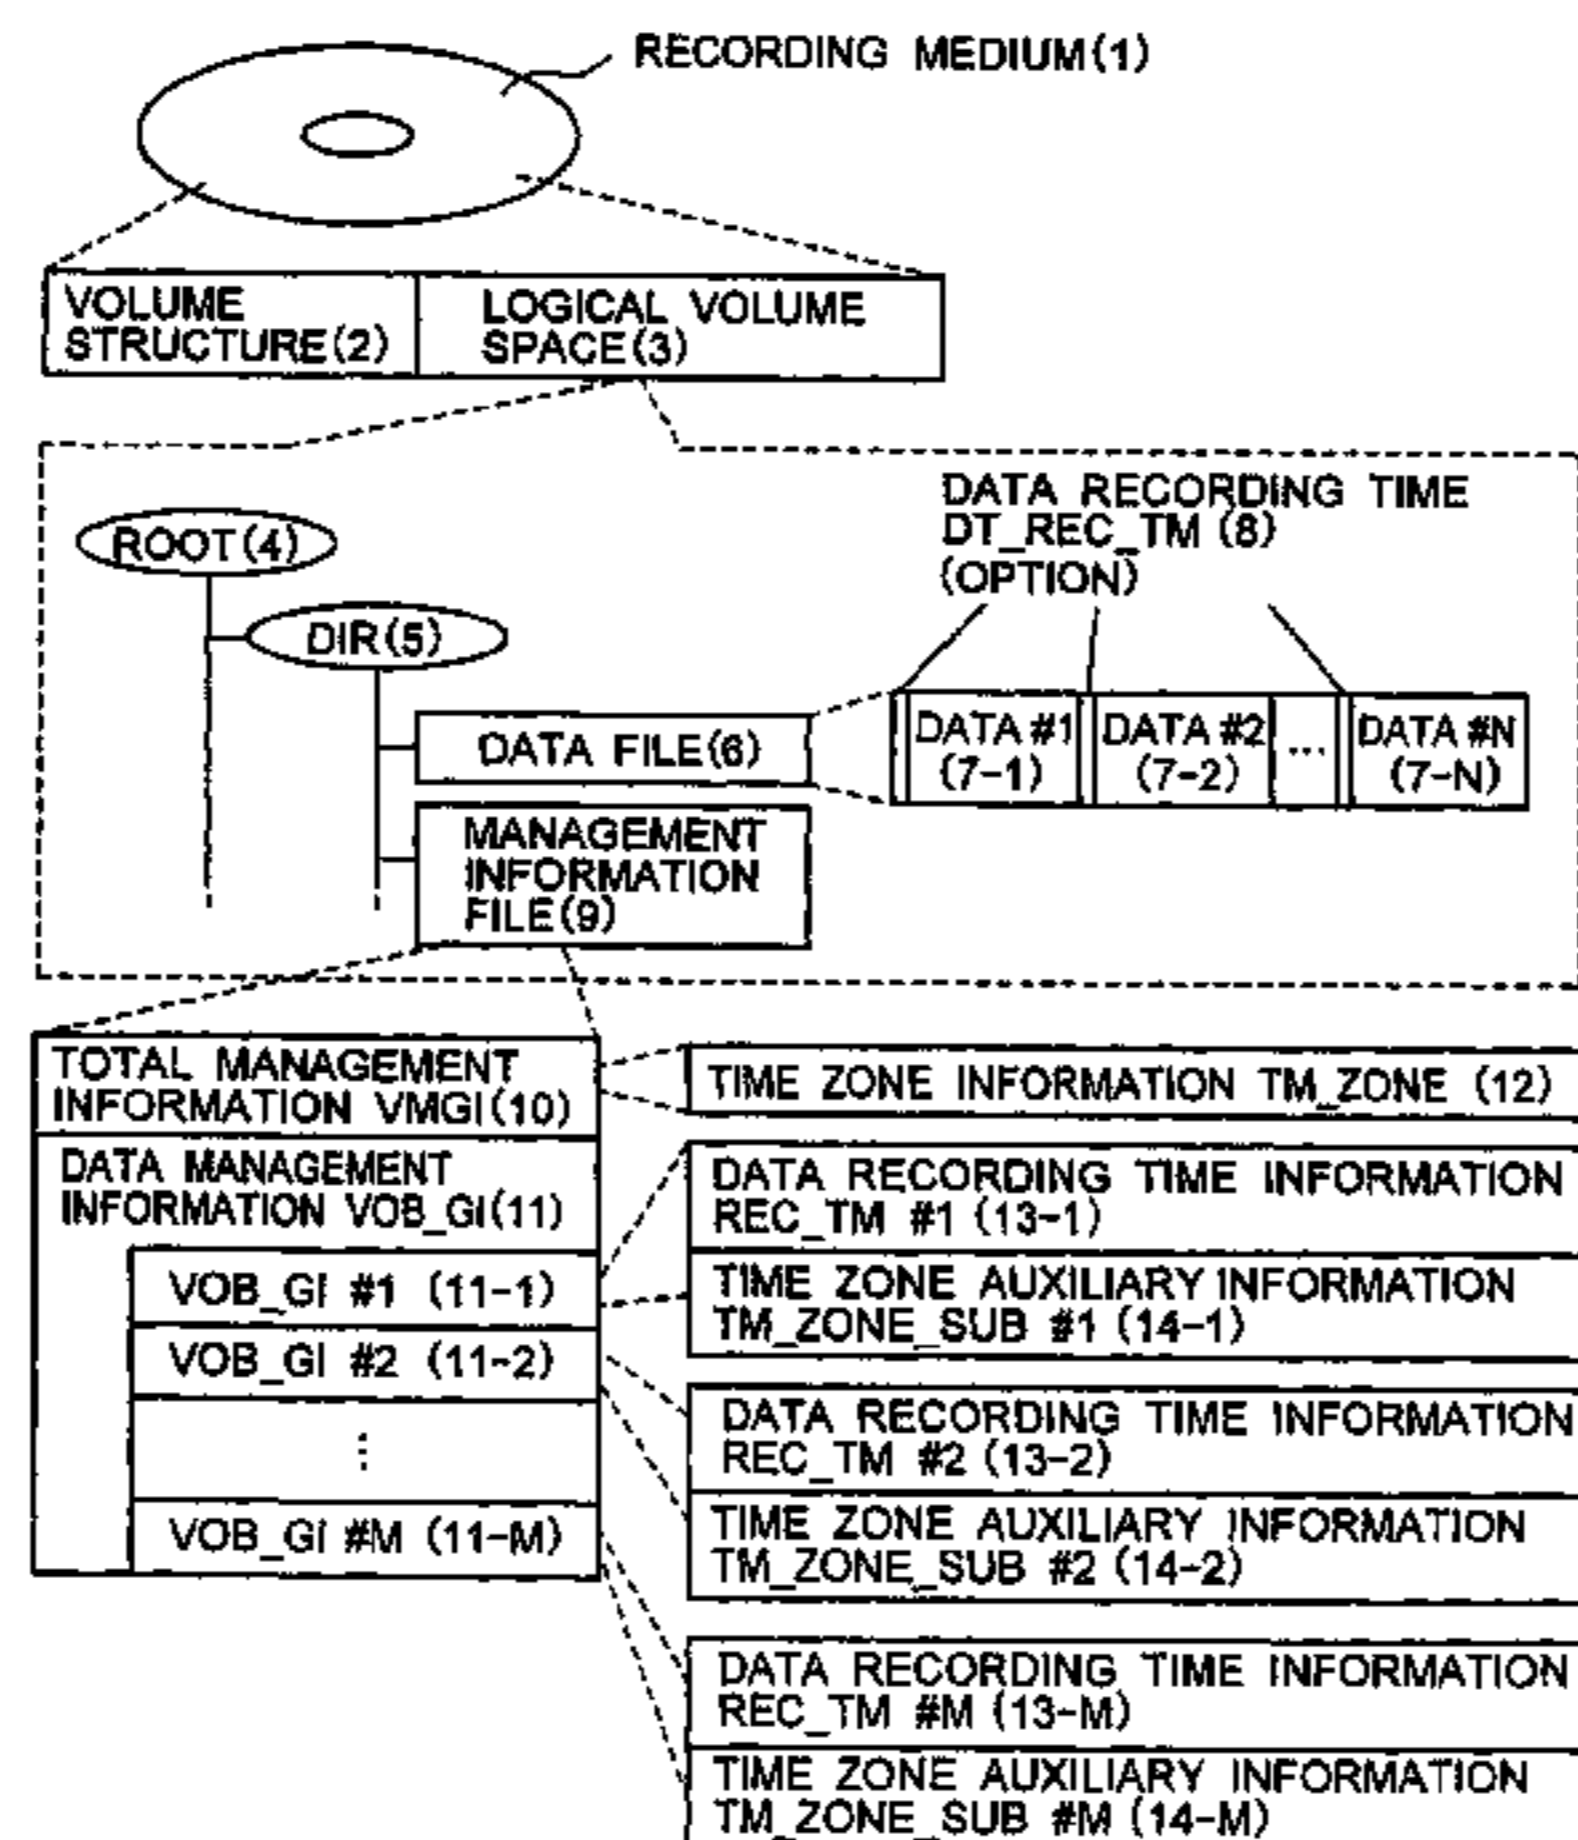 RECORDING MEDIUM(1)
VOLUME
STRUCTURE(2)
LOGICAL VOLUME
SPACE(3)
DATA RECORDING TIME
DT_REC_TM (8)
(OPTION)
ROOT(4)
DIR(5)
DATA FILE(6)
DATA #1
(7-1)
DATA #2
(7-2)
...
DATA #N
(7-N)
MANAGEMENT
INFORMATION
FILE(9)
TOTAL MANAGEMENT
INFORMATION VMGI(10)
TIME ZONE INFORMATION TM_ZONE (12)
DATA MANAGEMENT
INFORMATION VOB_GI(11)
VOB_GI #1 (11-1)
VOB_GI #2 (11-2)
⋮
VOB_GI #M (11-M)
DATA RECORDING TIME INFORMATION
REC_TM #1 (13-1)
TIME ZONE AUXILIARY INFORMATION
TM_ZONE_SUB #1 (14-1)
DATA RECORDING TIME INFORMATION
REC_TM #2 (13-2)
TIME ZONE AUXILIARY INFORMATION
TM_ZONE_SUB #2 (14-2)
DATA RECORDING TIME INFORMATION
REC_TM #M (13-M)
TIME ZONE AUXILIARY INFORMATION
TM_ZONE_SUB #M (14-M)